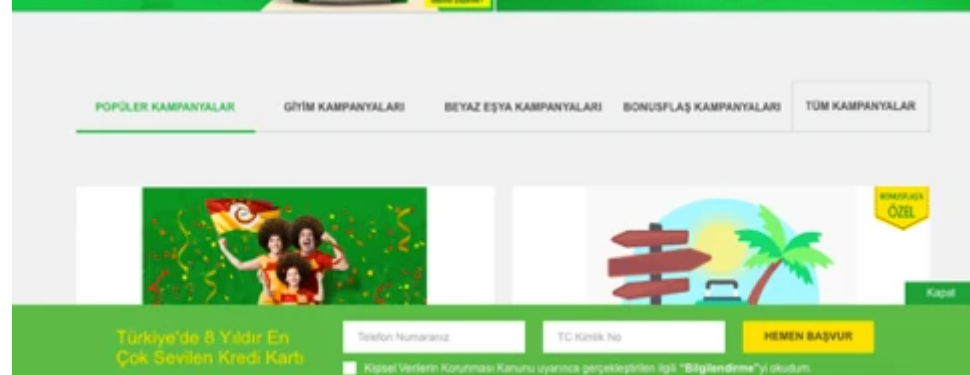 POPÜLER KAMPANYALAR
GİYİM KAMPANYALARI
BEYAZ EŞYA KAMPANYALARI
BONUSFLAŞ KAMPANYALARI
TÜM KAMPANYALAR
BONUSFLAŞ'A
ÖZEL
Kapat
Türkiye'de 8 Yıldır En
Çok Sevilen Kredi Kartı
Telefon Numaranız
TC Kimlik No
HEMEN BAŞVUR
Kişisel Verilerin Korunması Kanunu uyarınca gerçekleştirilen ilgili "Bilgilendirme"yi okudum.